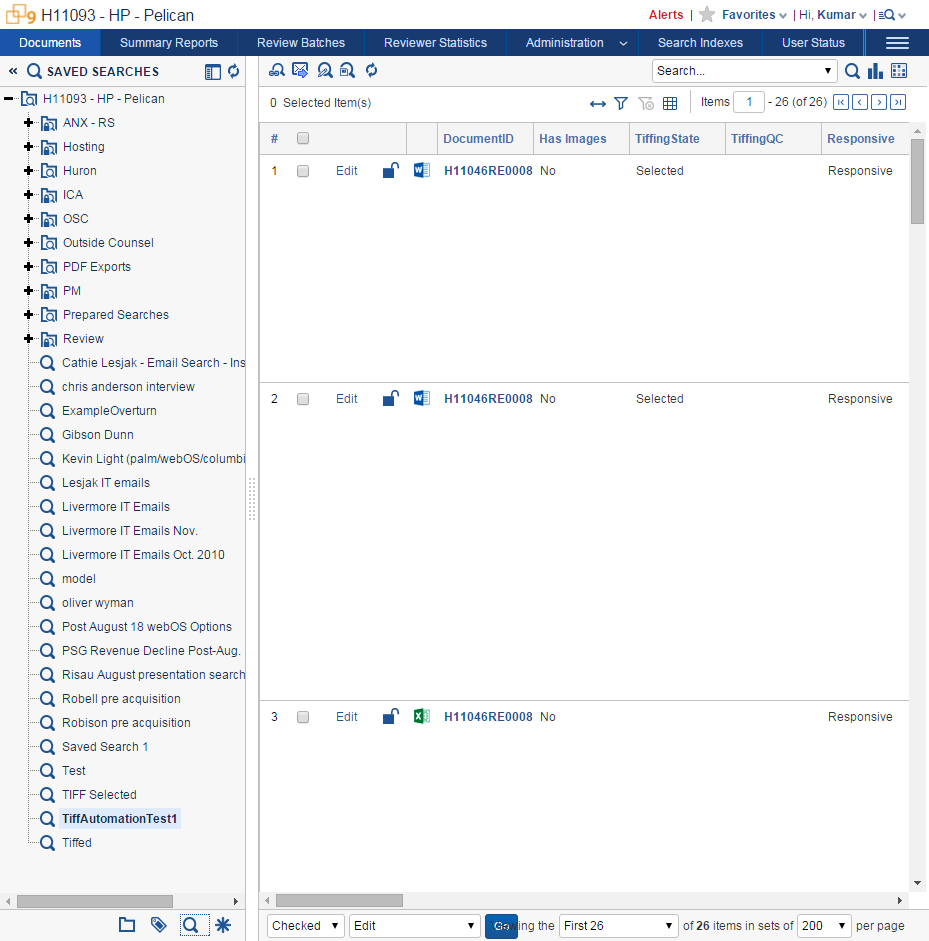 9 H11093 - HP - Pelican
Alerts | Favorites | Hi, Kumar |
Documents Summary Reports Review Batches Reviewer Statistics Administration Search Indexes User Status
« SAVED SEARCHES
Search...
H11093 - HP - Pelican
ANX - RS
Hosting
Huron
ICA
OSC
Outside Counsel
PDF Exports
PM
Prepared Searches
Review
Cathie Lesjak - Email Search - Ins
chris anderson interview
ExampleOverturn
Gibson Dunn
Kevin Light (palm/webOS/columbi
Lesjak IT emails
Livermore IT Emails
Livermore IT Emails Nov.
Livermore IT Emails Oct. 2010
model
oliver wyman
Post August 18 webOS Options
PSG Revenue Decline Post-Aug.
Risau August presentation search
Robell pre acquisition
Robison pre acquisition
Saved Search 1
Test
TIFF Selected
TiffAutomationTest1
Tiffed
0 Selected Item(s)
Items 1 - 26 (of 26)
# DocumentID Has Images TiffingState TiffingQC Responsive
1 Edit H11046RE0008 No Selected Responsive
2 Edit H11046RE0008 No Selected Responsive
3 Edit H11046RE0008 No Responsive
Checked Edit Go wing the First 26 of 26 items in sets of 200 per page